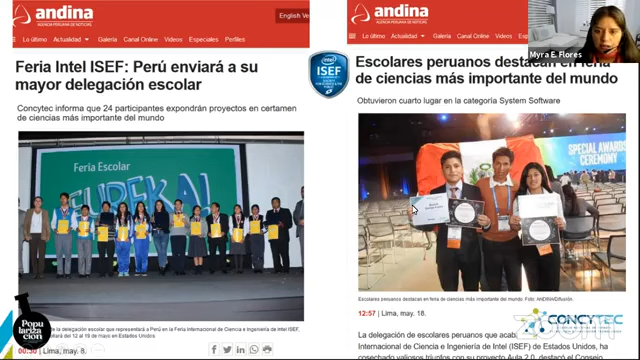 andina
AGENCIA PERUANA DE NOTICIAS
English Ve
Lo último Actualidad Galería Canal Online Videos Especiales Perfiles
Feria Intel ISEF: Perú enviará a su
mayor delegación escolar
Concytec informa que 24 participantes expondrán proyectos en certamen
de ciencias más importante del mundo
Feria Escolar
EUREKA!
de la delegación escolar que representará a Perú en la Feria Internacional de Ciencia e Ingeniería de Intel ISEF,
del 12 al 19 de mayo en Estados Unidos
00:30 | Lima, may. 8.
Popularización
intel
ISEF
andina
AGENCIA PERUANA DE NOTICIAS
Lo último Actualidad Galería Canal Online Videos
Myra E. Flores
Escolares peruanos destacan en feria
de ciencias más importante del mundo
Obtuvieron cuarto lugar en la categoría System Software
SPECIAL AWARDS
CEREMONY
Escolares peruanos destacan en feria de ciencias más importante del mundo. Foto: ANDINA/Difusión.
12:57 | Lima, may. 18.
CONCYTEC
La delegación de escolares peruanos que acab
Internacional de Ciencia e Ingeniería de Intel (ISEF) de Estados Unidos, ha
cosechado valiosos triunfos con su proyecto Aula 2.0, destacó el Consejo